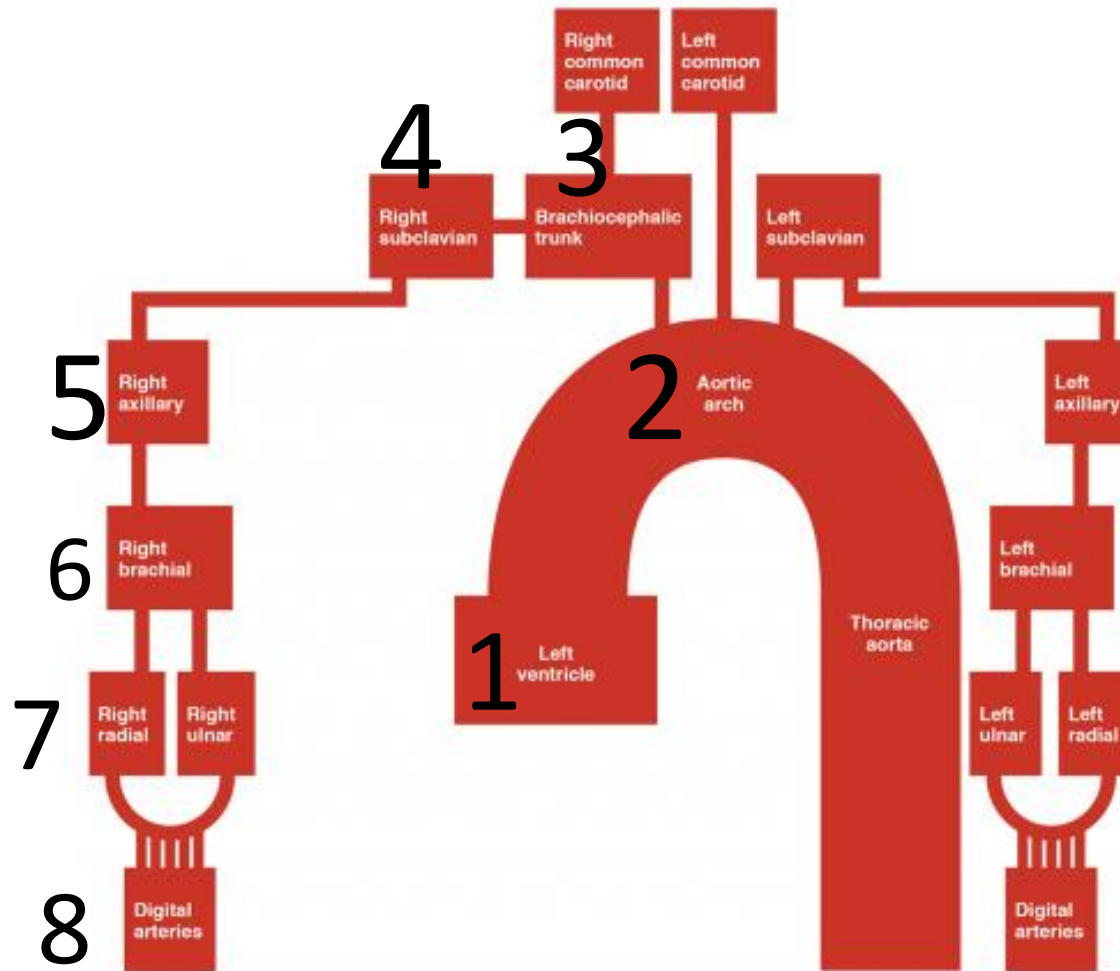 Right
common
carotid
Left
common
carotid
4
3
Right
subclavian
Brachiocephalic
trunk
Left
subclavian
5
Right
axillary
2
Aortic
arch
Left
axillary
6
Right
brachial
Left
brachial
1
Left
ventricle
Thoracic
aorta
7
Right
radial
Right
ulnar
Left
ulnar
Left
radial
8
Digital
arteries
Digital
arteries